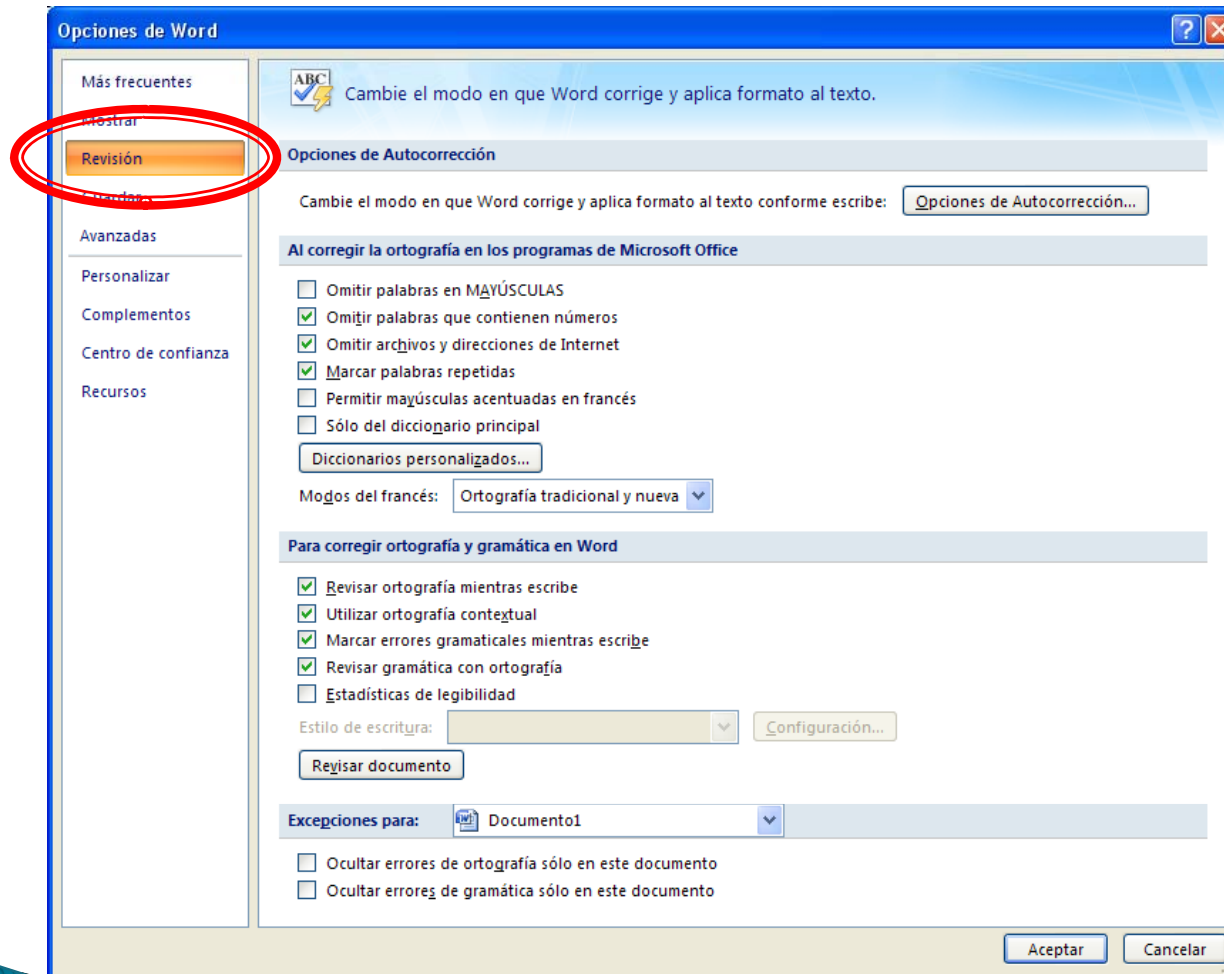 Opciones de Word
Más frecuentes
Mostrar
Revisión
Guardar
Avanzadas
Personalizar
Complementos
Centro de confianza
Recursos
ABC
Cambie el modo en que Word corrige y aplica formato al texto.
Opciones de Autocorrección
Cambie el modo en que Word corrige y aplica formato al texto conforme escribe: Opciones de Autocorrección...
Al corregir la ortografía en los programas de Microsoft Office
Omitir palabras en MAYÚSCULAS
Omitir palabras que contienen números
Omitir archivos y direcciones de Internet
Marcar palabras repetidas
Permitir mayúsculas acentuadas en francés
Sólo del diccionario principal
Diccionarios personalizados...
Modos del francés: Ortografía tradicional y nueva
Para corregir ortografía y gramática en Word
Revisar ortografía mientras escribe
Utilizar ortografía contextual
Marcar errores gramaticales mientras escribe
Revisar gramática con ortografía
Estadísticas de legibilidad
Estilo de escritura: Configuración...
Revisar documento
Excepciones para: Documento1
Ocultar errores de ortografía sólo en este documento
Ocultar errores de gramática sólo en este documento
Aceptar Cancelar